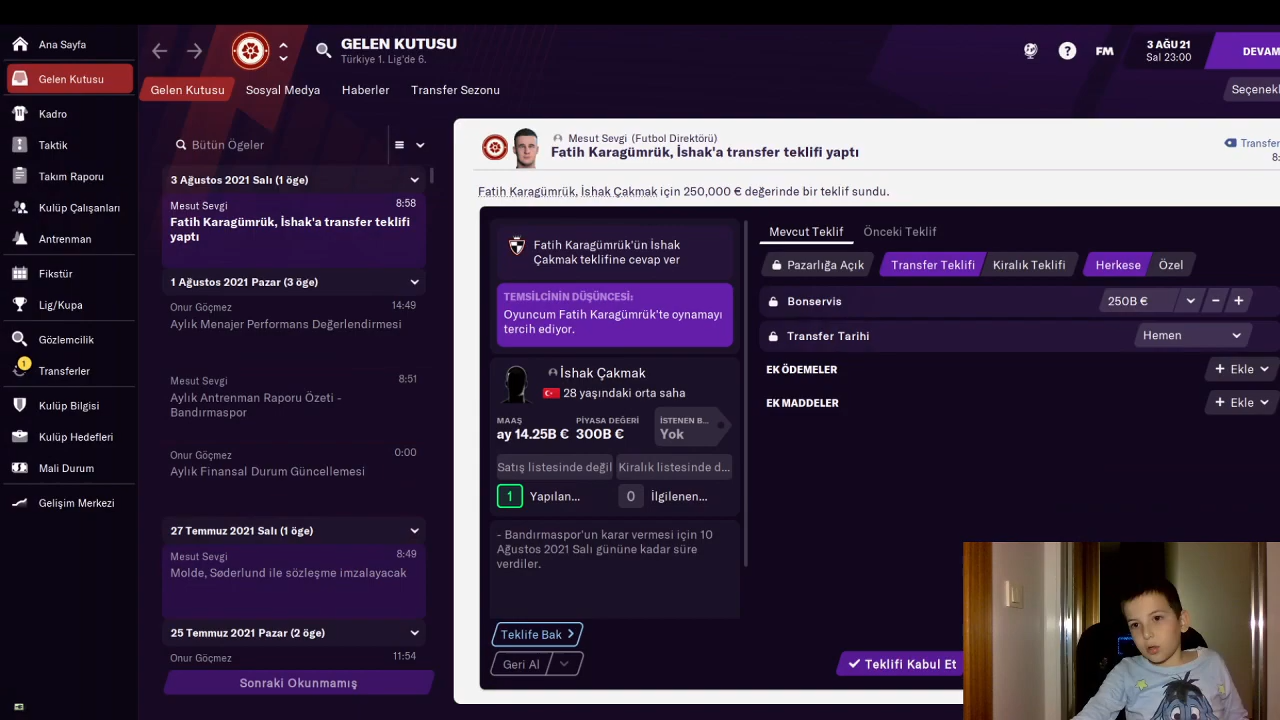 Ana Sayfa
Gelen Kutusu
Kadro
Taktik
Takım Raporu
Kulüp Çalışanları
Antrenman
Fikstür
Lig/Kupa
Gözlemcilik
1
Transferler
Kulüp Bilgisi
Kulüp Hedefleri
Mali Durum
Gelişim Merkezi
GELEN KUTUSU
Türkiye 1. Lig'de 6.
?
FM
3 AĞU 21
Sal 23:00
DEVAM
Gelen Kutusu
Sosyal Medya
Haberler
Transfer Sezonu
Seçenekl
Bütün Ögeler
3 Ağustos 2021 Salı (1 öge)
Mesut Sevgi 8:58
Fatih Karagümrük, İshak'a transfer teklifi
yaptı
1 Ağustos 2021 Pazar (3 öge)
Onur Göçmez 14:49
Aylık Menajer Performans Değerlendirmesi
Mesut Sevgi 8:51
Aylık Antrenman Raporu Özeti -
Bandırmaspor
Onur Göçmez 0:00
Aylık Finansal Durum Güncellemesi
27 Temmuz 2021 Salı (1 öge)
Mesut Sevgi 8:49
Molde, Søderlund ile sözleşme imzalayacak
25 Temmuz 2021 Pazar (2 öge)
Onur Göçmez 11:54
Sonraki Okunmamış
Mesut Sevgi (Futbol Direktörü)
Fatih Karagümrük, İshak'a transfer teklifi yaptı
Transfer
8:
Fatih Karagümrük, İshak Çakmak için 250,000 € değerinde bir teklif sundu.
Fatih Karagümrük'ün İshak
Çakmak teklifine cevap ver
TEMSİLCİNİN DÜŞÜNCESİ:
Oyuncum Fatih Karagümrük'te oynamayı
tercih ediyor.
İshak Çakmak
28 yaşındaki orta saha
MAAŞ PİYASA DEĞERİ İSTENEN B...
ay 14.25B € 300B € Yok
Satış listesinde değil Kiralık listesinde d...
1 Yapılan... 0 İlgilenen...
- Bandırmaspor'un karar vermesi için 10
Ağustos 2021 Salı gününe kadar süre
verdiler.
Teklife Bak
Geri Al
Mevcut Teklif Önceki Teklif
Pazarlığa Açık Transfer Teklifi Kiralık Teklifi Herkese Özel
Bonservis 250B € − +
Transfer Tarihi Hemen
EK ÖDEMELER + Ekle
EK MADDELER + Ekle
Teklifi Kabul Et